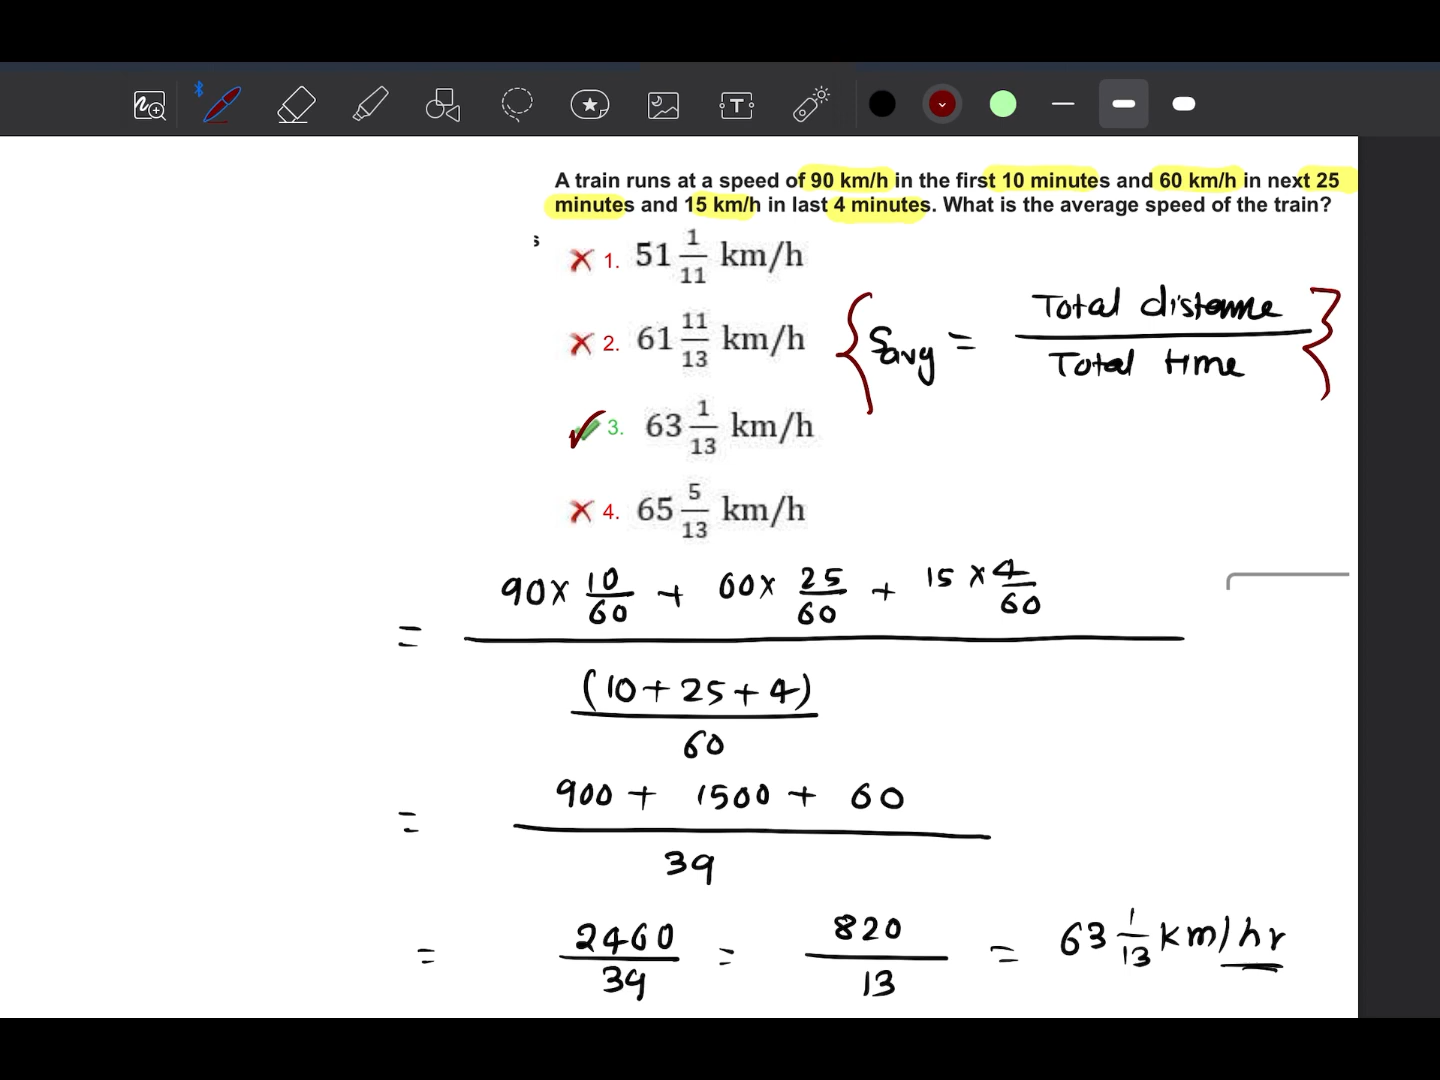 A train runs at a speed of 90 km/h in the first 10 minutes and 60 km/h in next 25
minutes and 15 km/h in last 4 minutes. What is the average speed of the train?
s
1. 51 1/11 km/h
2. 61 11/13 km/h
3. 63 1/13 km/h
4. 65 5/13 km/h
{ Savg = Total distance / Total time }
= (90 × 10/60 + 60 × 25/60 + 15 × 4/60) / ((10 + 25 + 4)/60)
= (900 + 1500 + 60) / 39
= 2460/39 = 820/13 = 63 1/13 km/hr